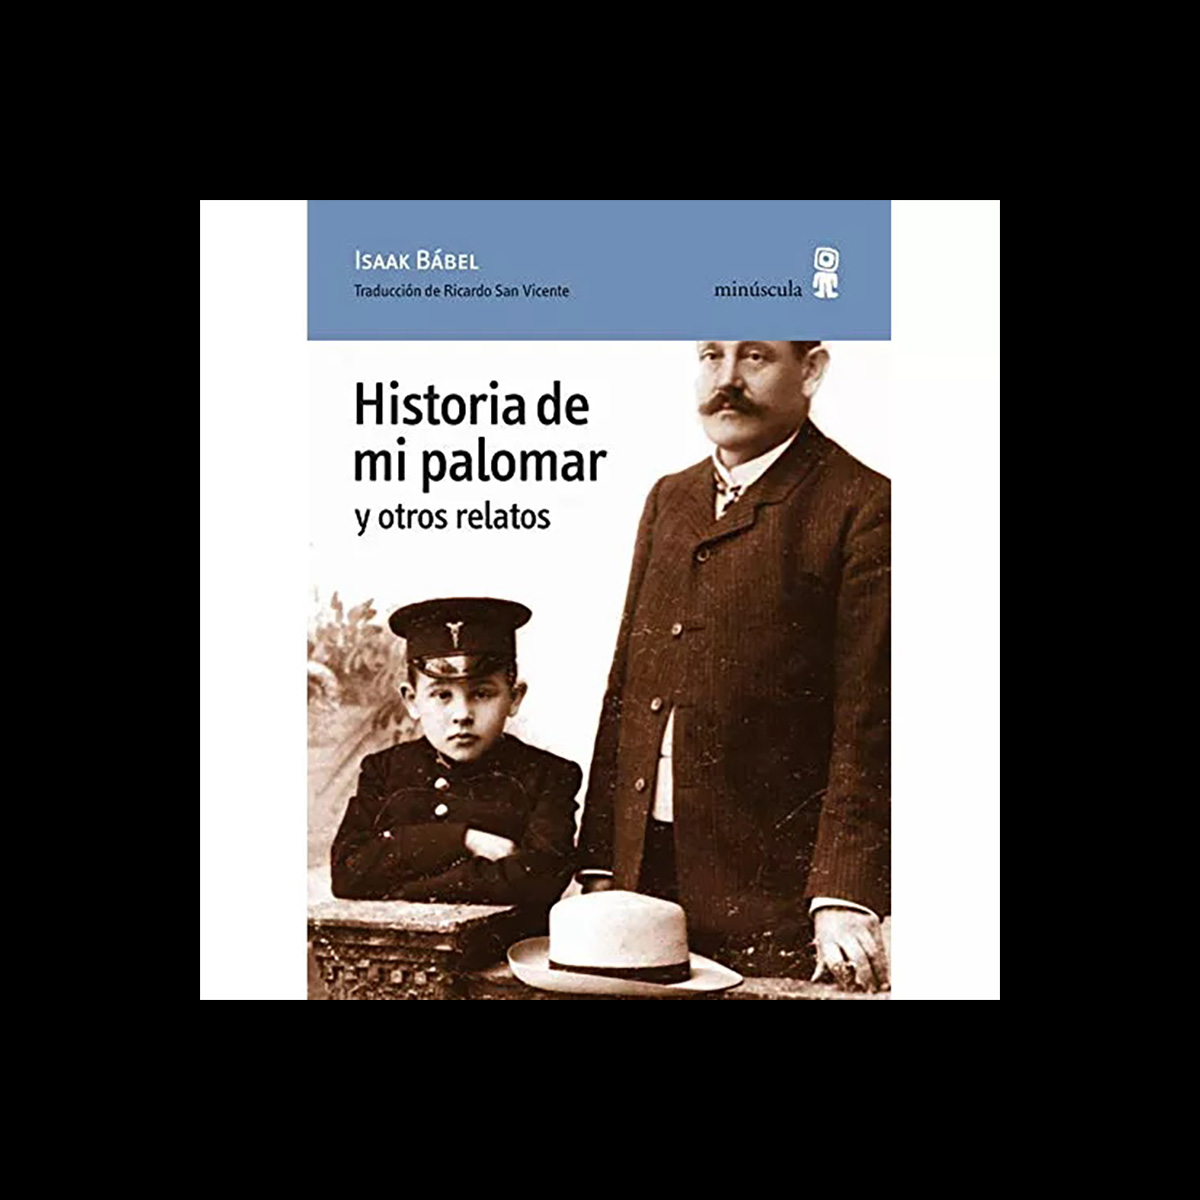 ISAAK BÁBEL
Traducción de Ricardo San Vicente
minúscula
Historia de
mi palomar
y otros relatos